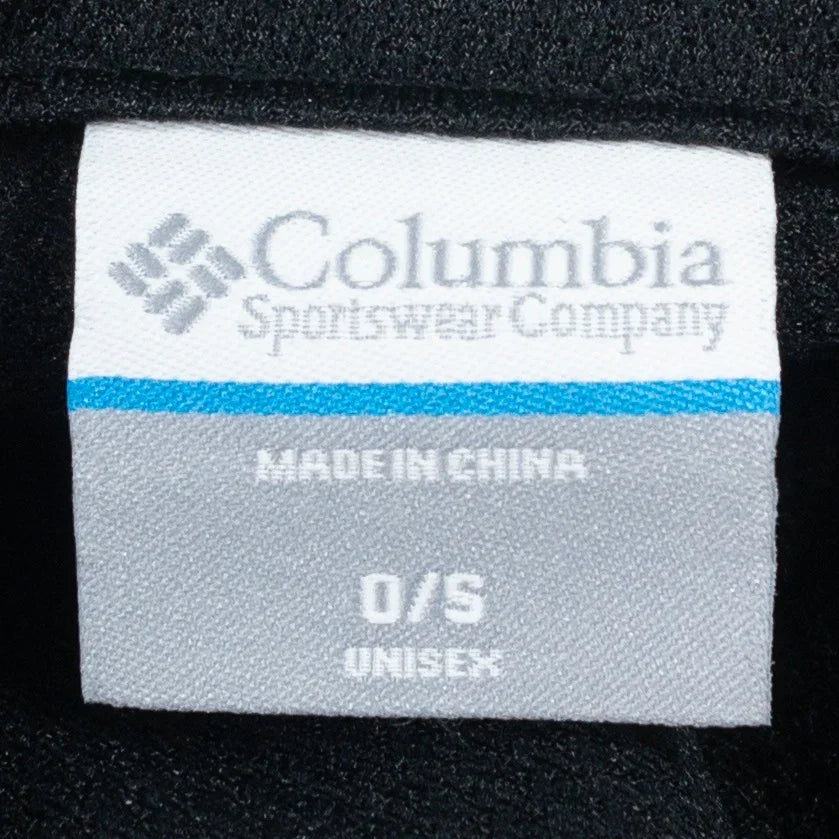 Columbia
Sportswear Company
MADE IN CHINA
O/S
UNISEX